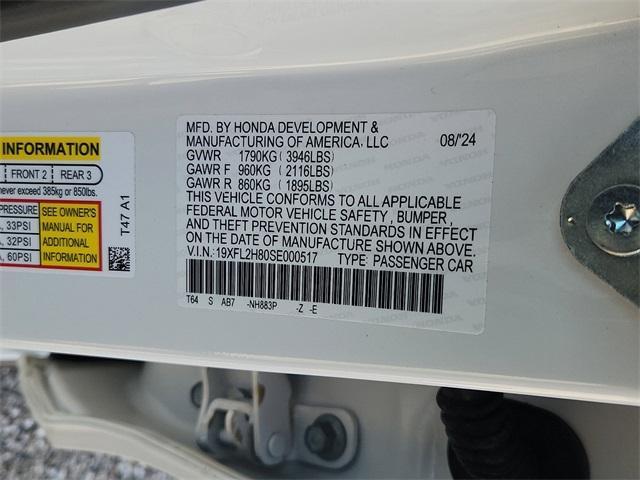 INFORMATION
FRONT 2 REAR 3
never exceed 385kg or 850lbs.
PRESSURE SEE OWNER'S
33PSI MANUAL FOR
32PSI ADDITIONAL
60PSI INFORMATION
T47 A1
MFD. BY HONDA DEVELOPMENT &
MANUFACTURING OF AMERICA, LLC 08/'24
GVWR 1790KG (3946LBS)
GAWR F 960KG (2116LBS)
GAWR R 860KG (1895LBS)
THIS VEHICLE CONFORMS TO ALL APPLICABLE
FEDERAL MOTOR VEHICLE SAFETY, BUMPER,
AND THEFT PREVENTION STANDARDS IN EFFECT
ON THE DATE OF MANUFACTURE SHOWN ABOVE.
V.I.N.:19XFL2H80SE000517 TYPE: PASSENGER CAR
T64 S AB7 -NH883P -Z -E